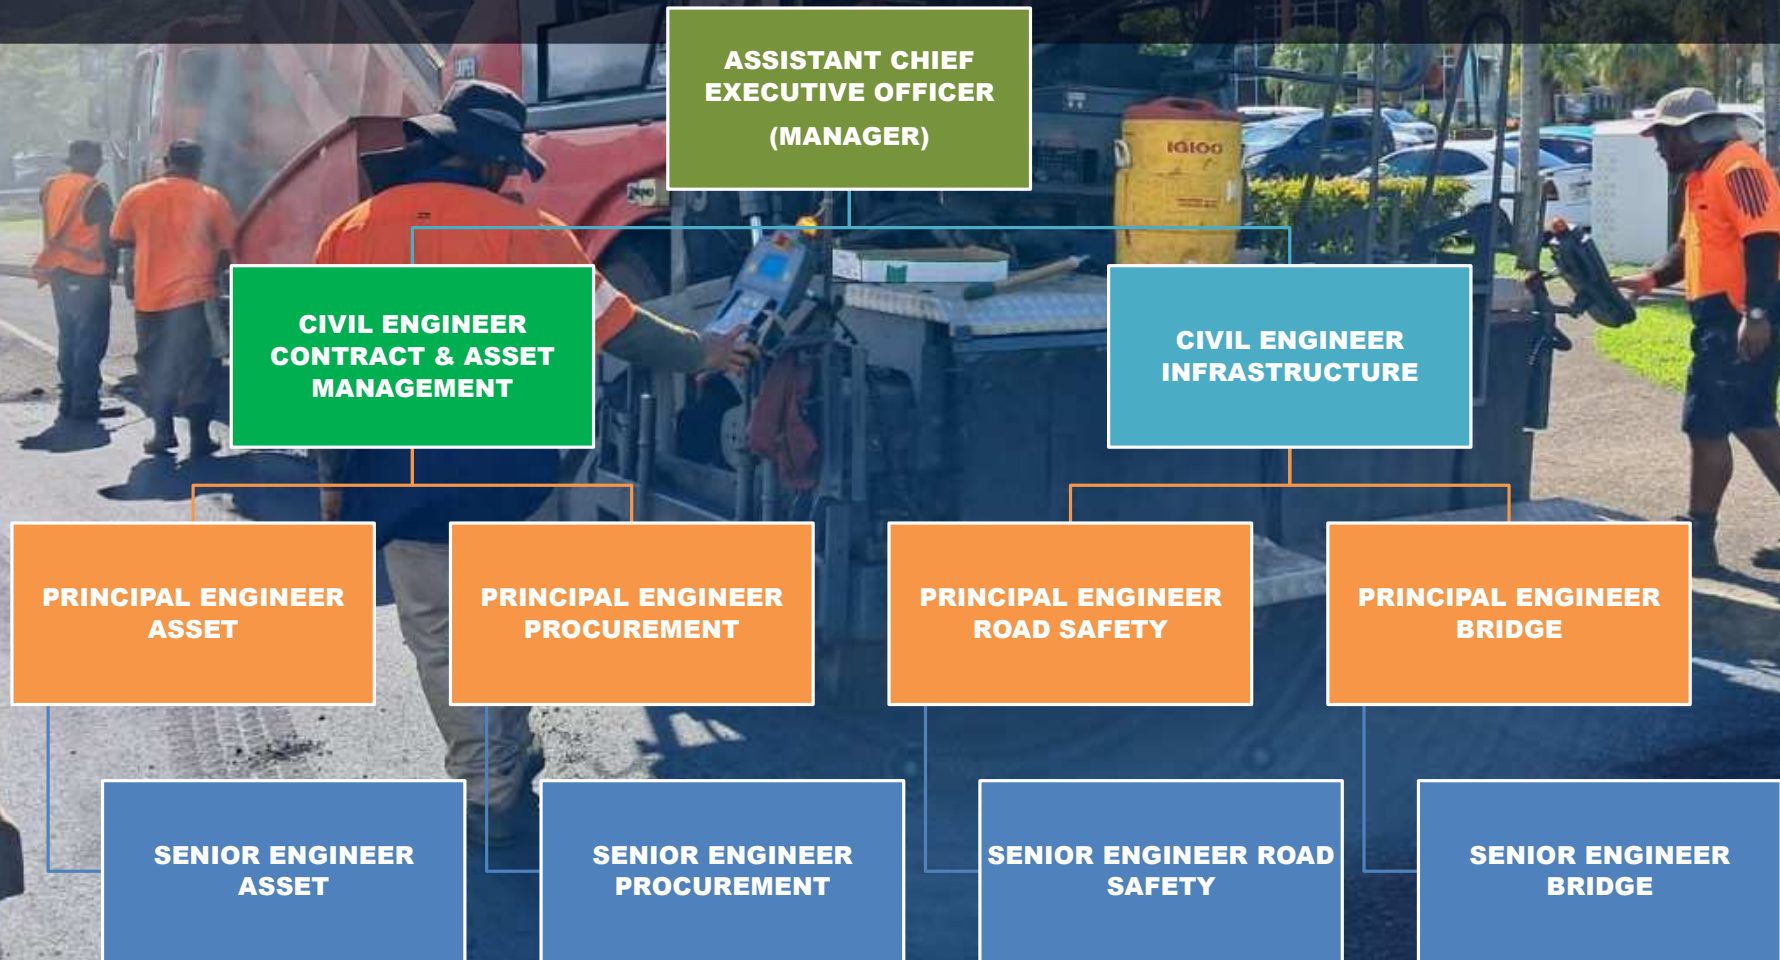 ASSISTANT CHIEF
EXECUTIVE OFFICER
(MANAGER)
IGIOO
CIVIL ENGINEER
CONTRACT & ASSET
MANAGEMENT
CIVIL ENGINEER
INFRASTRUCTURE
PRINCIPAL ENGINEER
ASSET
PRINCIPAL ENGINEER
PROCUREMENT
PRINCIPAL ENGINEER
ROAD SAFETY
PRINCIPAL ENGINEER
BRIDGE
SENIOR ENGINEER
ASSET
SENIOR ENGINEER
PROCUREMENT
SENIOR ENGINEER ROAD
SAFETY
SENIOR ENGINEER
BRIDGE